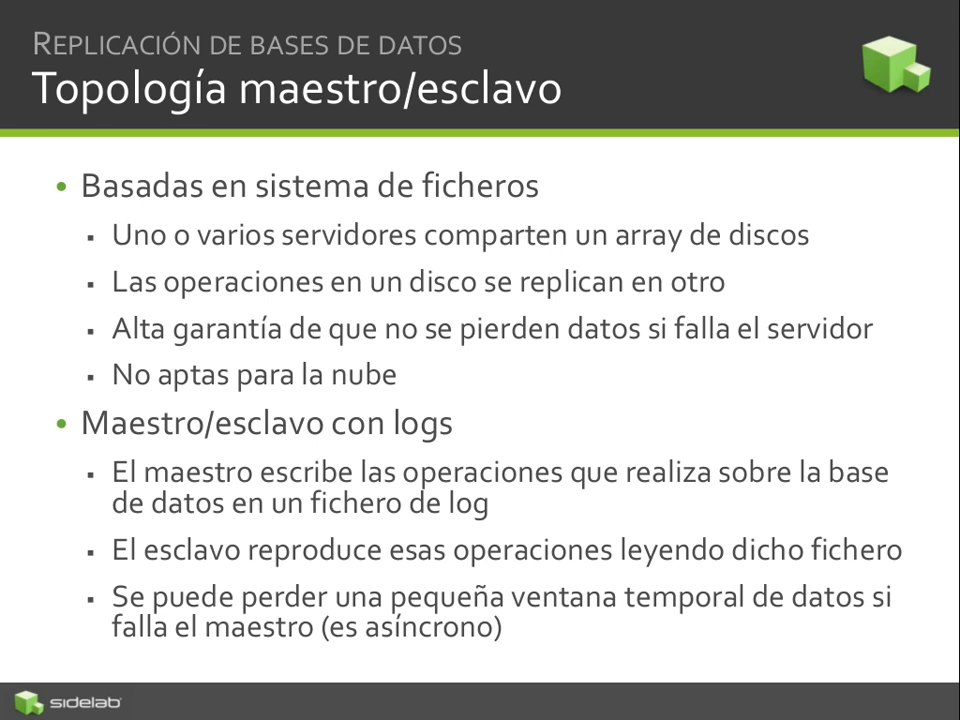 REPLICACIÓN DE BASES DE DATOS
Topología maestro/esclavo
• Basadas en sistema de ficheros
▪ Uno o varios servidores comparten un array de discos
▪ Las operaciones en un disco se replican en otro
▪ Alta garantía de que no se pierden datos si falla el servidor
▪ No aptas para la nube
• Maestro/esclavo con logs
▪ El maestro escribe las operaciones que realiza sobre la base
de datos en un fichero de log
▪ El esclavo reproduce esas operaciones leyendo dicho fichero
▪ Se puede perder una pequeña ventana temporal de datos si
falla el maestro (es asíncrono)
sidelab